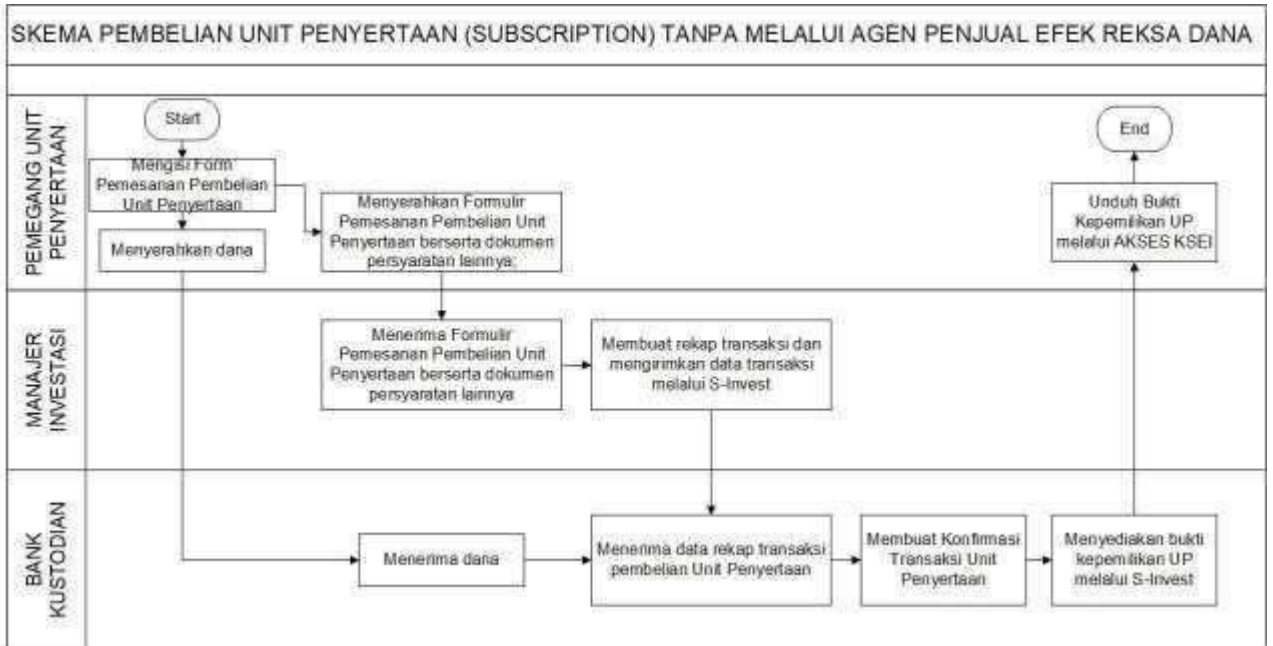 SKEMA PEMBELIAN UNIT PENYERTAAN (SUBSCRIPTION) TANPA MELALUI AGEN PENJUAL EFEK REKSA DANA
PEMEGANG UNIT
PENYERTAAN
Start
Mengisi Form
Pemesanan Pembelian
Unit Penyertaan
Menyerahkan dana
Menyerahkan Formulir
Pemesanan Pembelian Unit
Penyertaan berserta dokumen
persyaratan lainnya;
End
Unduh Bukti
Kepemilikan UP
melalui AKSES KSEI
MANAJER
INVESTASI
Menerima Formulir
Pemesanan Pembelian Unit
Penyertaan berserta dokumen
persyaratan lainnya
Membuat rekap transaksi dan
mengirimkan data transaksi
melalui S-Invest
BANK
KUSTODIAN
Menerima dana
Menerima data rekap transaksi
pembelian Unit Penyertaan
Membuat Konfirmasi
Transaksi Unit
Penyertaan
Menyediakan bukti
kepemilikan UP
melalui S-Invest